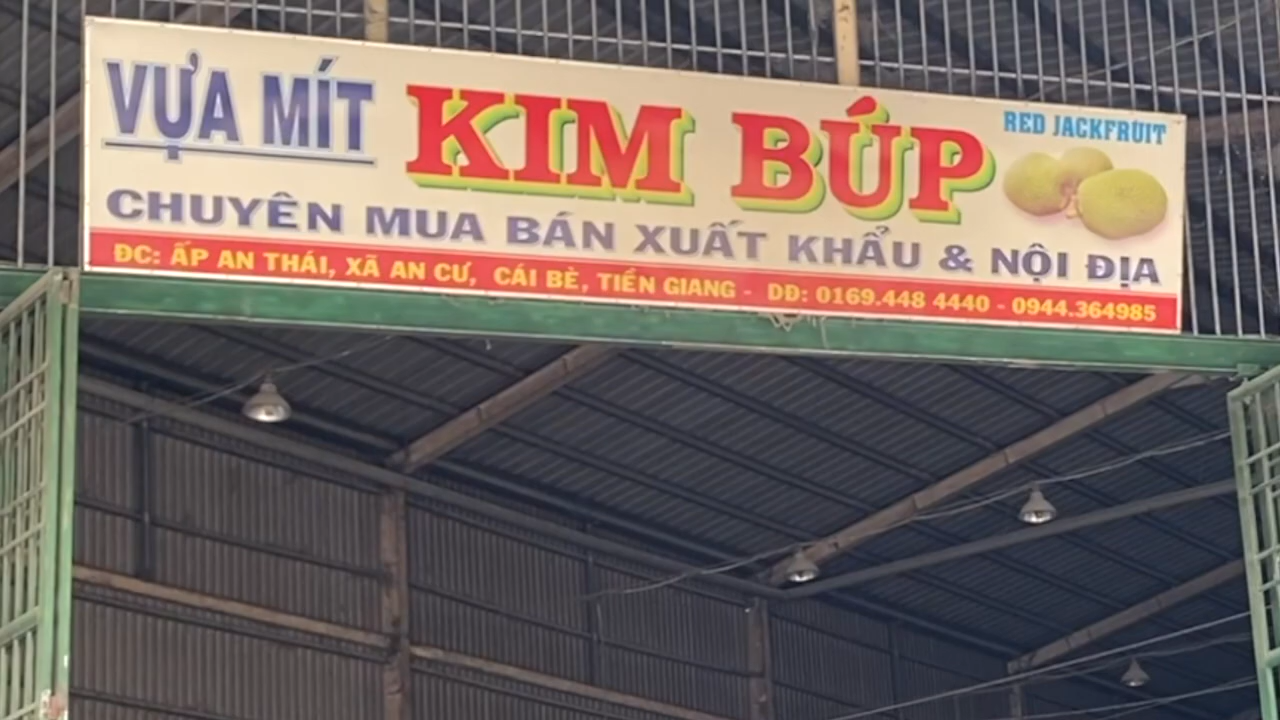 VỰA MÍT KIM BÚP
RED JACKFRUIT
CHUYÊN MUA BÁN XUẤT KHẨU & NỘI ĐỊA
ĐC: ẤP AN THÁI, XÃ AN CƯ, CÁI BÈ, TIỀN GIANG - DĐ: 0169.448 4440 - 0944.364985